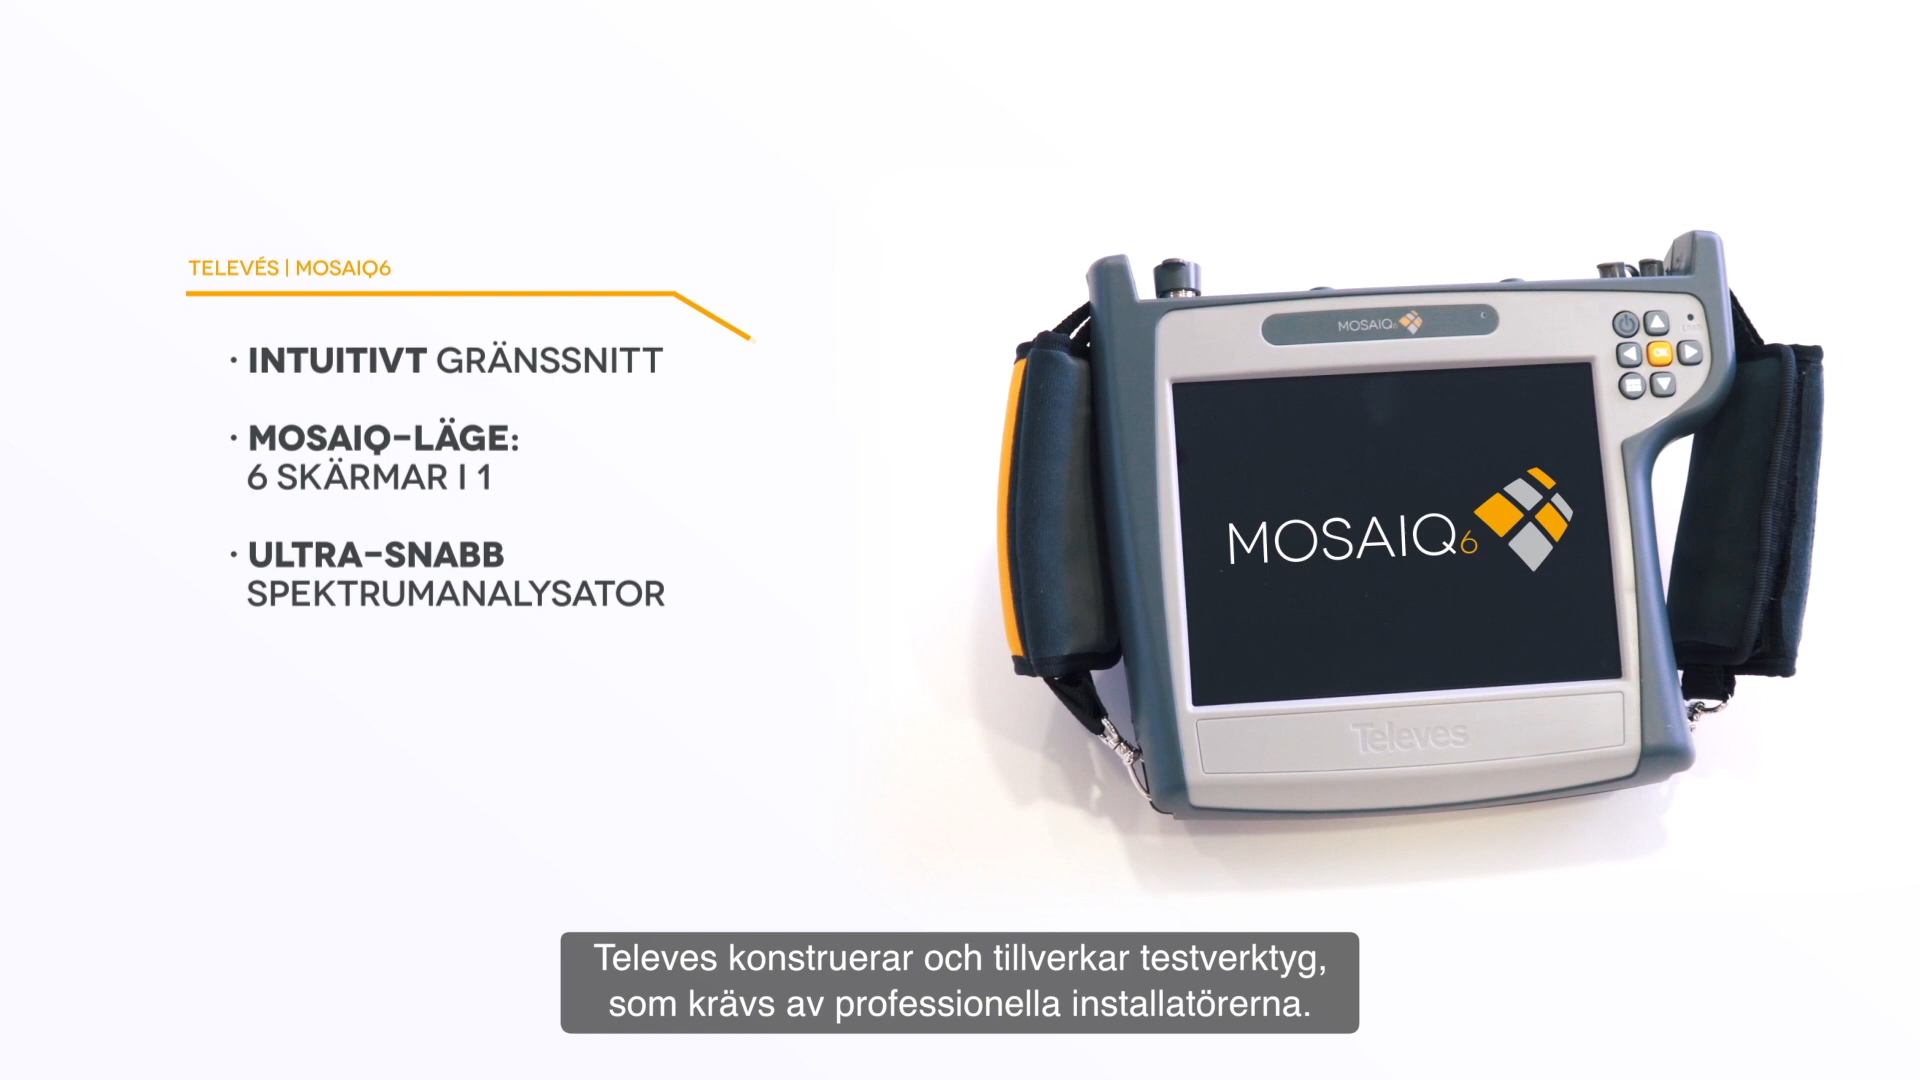 TELEVÉS | MOSAIQ6
· INTUITIVT GRÄNSSNITT
· MOSAIQ-LÄGE:
6 SKÄRMAR I 1
· ULTRA-SNABB
SPEKTRUMANALYSATOR
MOSAIQ6
OK
MOSAIQ6
Televes
Televes konstruerar och tillverkar testverktyg,
som krävs av professionella installatörerna.